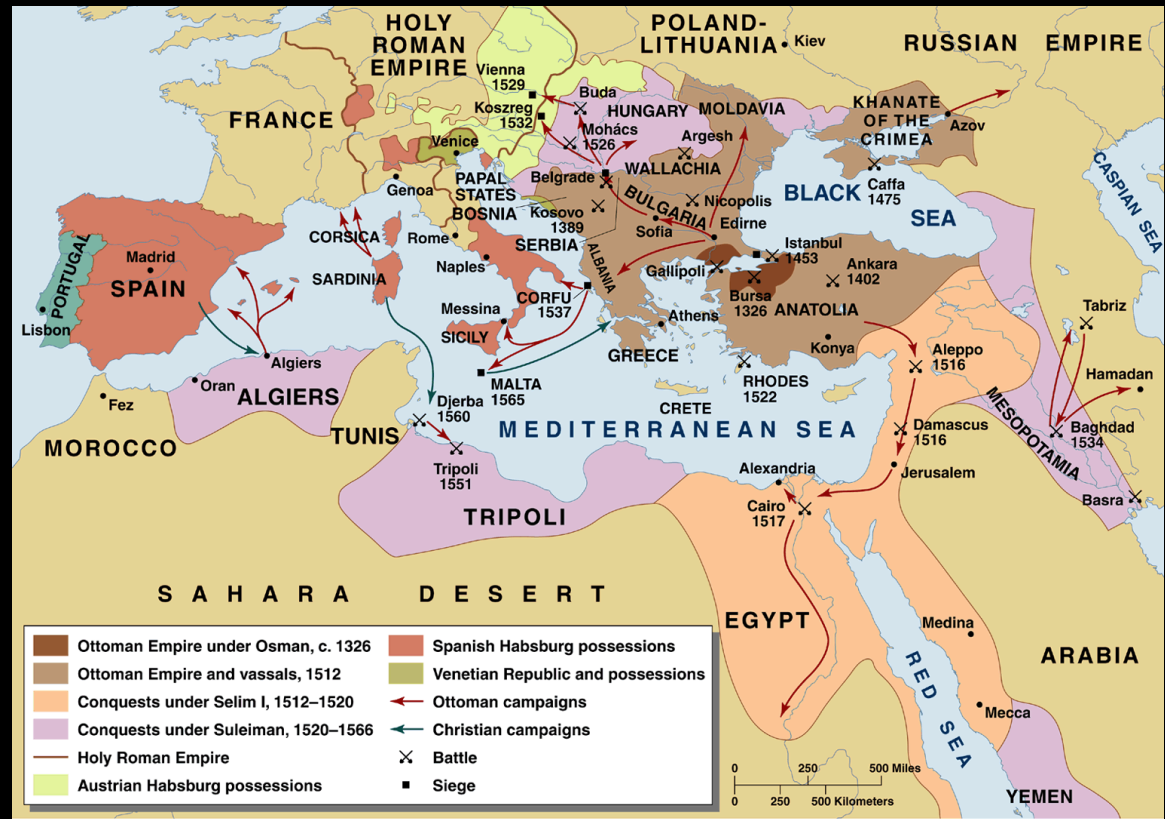 HOLY
ROMAN
EMPIRE
POLAND-
LITHUANIA
Kiev
RUSSIAN EMPIRE
Vienna
1529
Koszreg
1532
Buda
HUNGARY
MOLDAVIA
KHANATE
OF THE
CRIMEA
Azov
FRANCE
Mohács
1526
Argesh
Venice
Belgrade
WALLACHIA
Caffa
1475
CASPIAN SEA
Genoa
PAPAL
STATES
BOSNIA
Kosovo
1389
BULGARIA
Nicopolis
BLACK
SEA
PORTUGAL
Madrid
SPAIN
Lisbon
CORSICA
Rome
SERBIA
Sofia
Edirne
SARDINIA
Naples
ALBANIA
Gallipoli
Istanbul
1453
Bursa
1326
Ankara
1402
ANATOLIA
Messina
SICILY
CORFU
1537
Athens
GREECE
Konya
Tabriz
Aleppo
1516
Hamadan
Algiers
Oran
ALGIERS
Fez
MOROCCO
TUNIS
Djerba
1560
MALTA
1565
RHODES
1522
CRETE
MEDITERRANEAN SEA
MESOPOTAMIA
Damascus
1516
Baghdad
1534
Tripoli
1551
Jerusalem
Alexandria
Cairo
1517
Basra
TRIPOLI
SAHARA DESERT
EGYPT
Medina
ARABIA
RED SEA
Mecca
YEMEN
Ottoman Empire under Osman, c. 1326
Ottoman Empire and vassals, 1512
Conquests under Selim I, 1512–1520
Conquests under Suleiman, 1520–1566
Holy Roman Empire
Austrian Habsburg possessions
Spanish Habsburg possessions
Venetian Republic and possessions
Ottoman campaigns
Christian campaigns
Battle
Siege
0 250 500 Miles
0 250 500 Kilometers